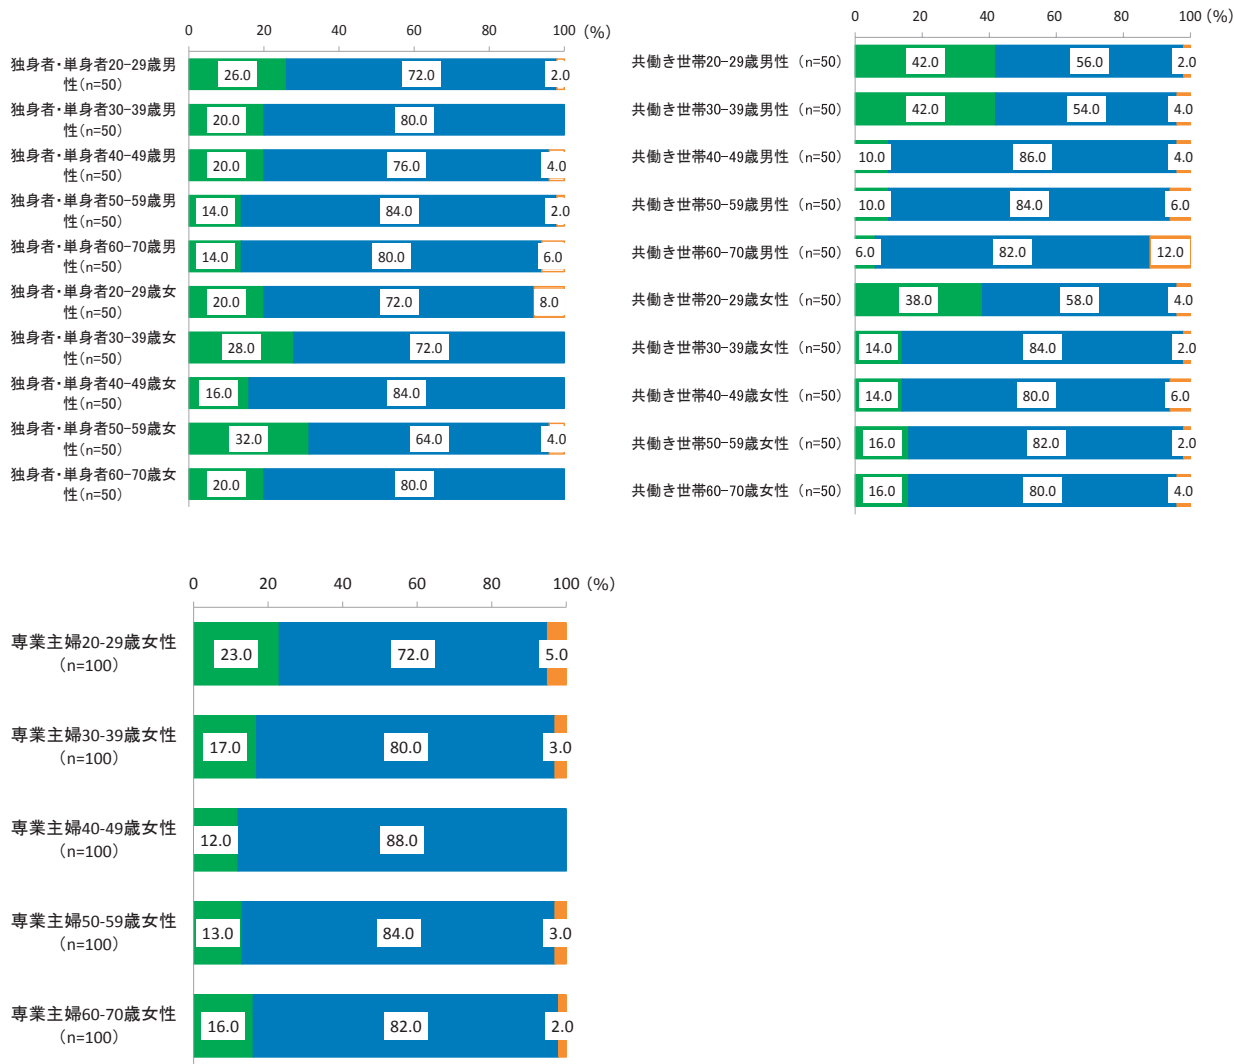 0 20 40 60 80 100 (%)
独身者・単身者20-29歳男
性(n=50)
26.0 72.0 2.0
独身者・単身者30-39歳男
性(n=50)
20.0 80.0
独身者・単身者40-49歳男
性(n=50)
20.0 76.0 4.0
独身者・単身者50-59歳男
性(n=50)
14.0 84.0 2.0
独身者・単身者60-70歳男
性(n=50)
14.0 80.0 6.0
独身者・単身者20-29歳女
性(n=50)
20.0 72.0 8.0
独身者・単身者30-39歳女
性(n=50)
28.0 72.0
独身者・単身者40-49歳女
性(n=50)
16.0 84.0
独身者・単身者50-59歳女
性(n=50)
32.0 64.0 4.0
独身者・単身者60-70歳女
性(n=50)
20.0 80.0
0 20 40 60 80 100 (%)
共働き世帯20-29歳男性 (n=50) 42.0 56.0 2.0
共働き世帯30-39歳男性 (n=50) 42.0 54.0 4.0
共働き世帯40-49歳男性 (n=50) 10.0 86.0 4.0
共働き世帯50-59歳男性 (n=50) 10.0 84.0 6.0
共働き世帯60-70歳男性 (n=50) 6.0 82.0 12.0
共働き世帯20-29歳女性 (n=50) 38.0 58.0 4.0
共働き世帯30-39歳女性 (n=50) 14.0 84.0 2.0
共働き世帯40-49歳女性 (n=50) 14.0 80.0 6.0
共働き世帯50-59歳女性 (n=50) 16.0 82.0 2.0
共働き世帯60-70歳女性 (n=50) 16.0 80.0 4.0
0 20 40 60 80 100 (%)
専業主婦20-29歳女性
(n=100)
23.0 72.0 5.0
専業主婦30-39歳女性
(n=100)
17.0 80.0 3.0
専業主婦40-49歳女性
(n=100)
12.0 88.0
専業主婦50-59歳女性
(n=100)
13.0 84.0 3.0
専業主婦60-70歳女性
(n=100)
16.0 82.0 2.0